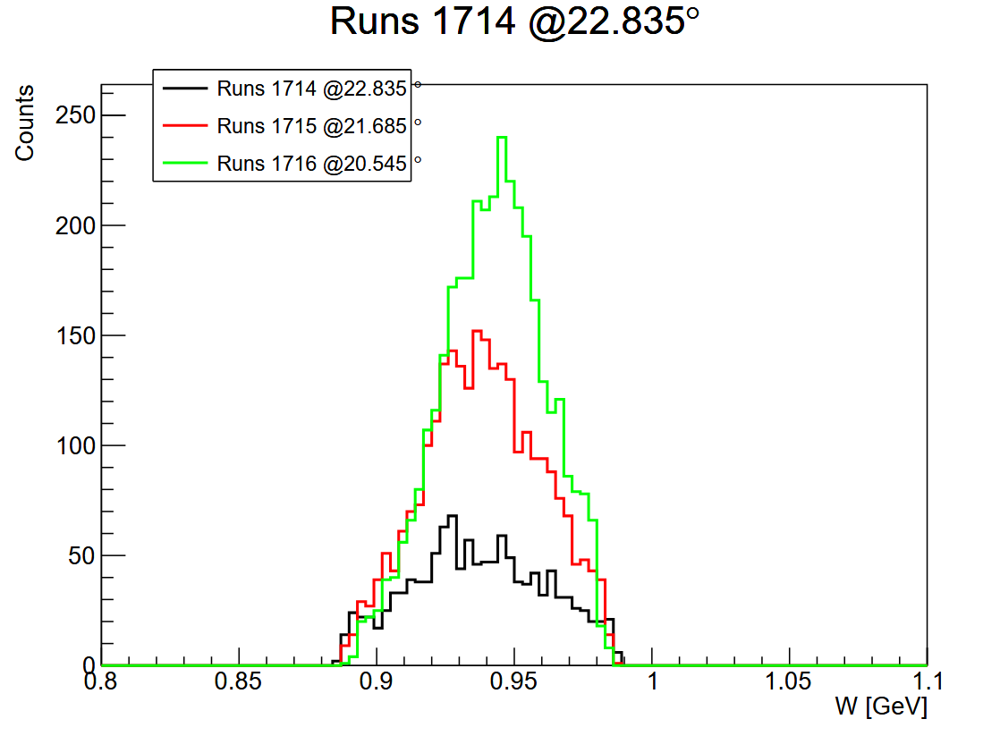 Runs 1714 @22.835°
Counts
Runs 1714 @22.835 °
Runs 1715 @21.685 °
Runs 1716 @20.545 °
250
200
150
100
50
0
0.8 0.85 0.9 0.95 1 1.05 1.1
W [GeV]